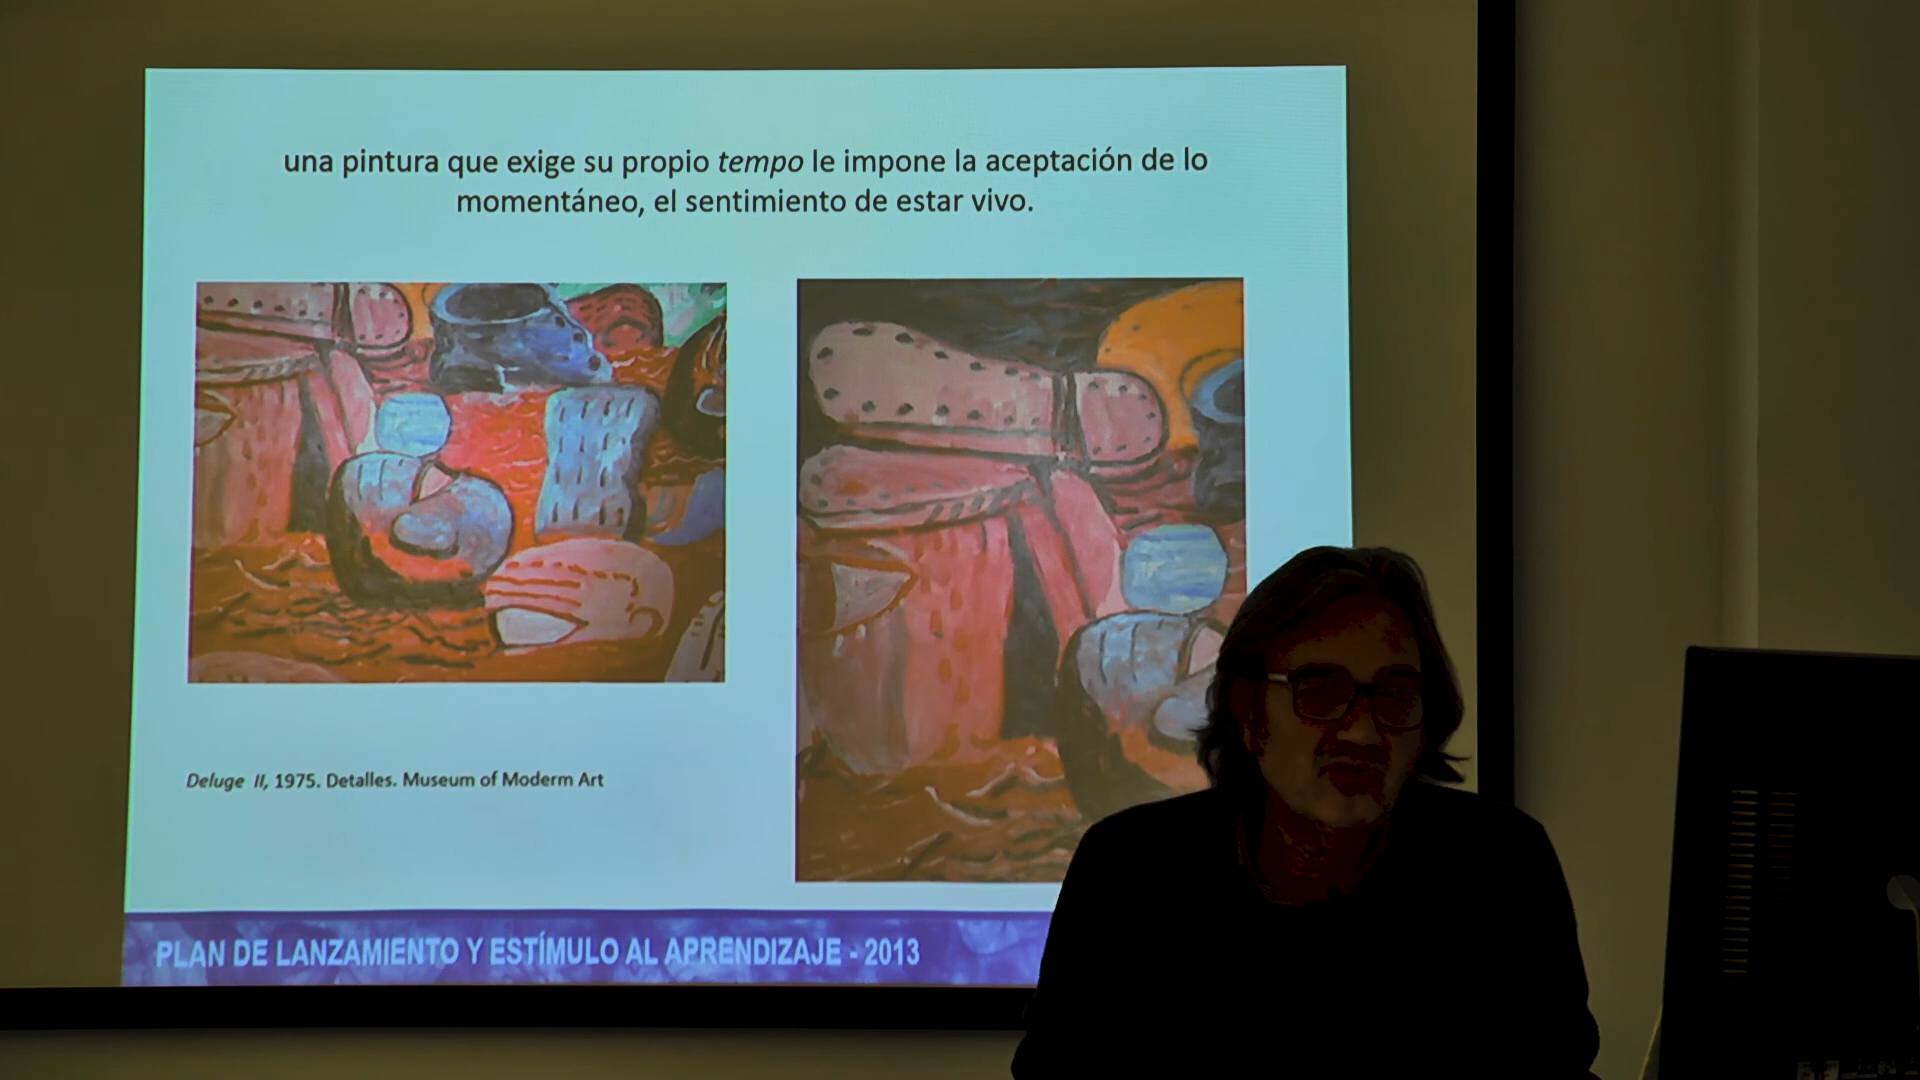 una pintura que exige su propio tempo le impone la aceptación de lo
momentáneo, el sentimiento de estar vivo.
Deluge II, 1975. Detalles. Museum of Moderm Art
PLAN DE LANZAMIENTO Y ESTÍMULO AL APRENDIZAJE - 2013